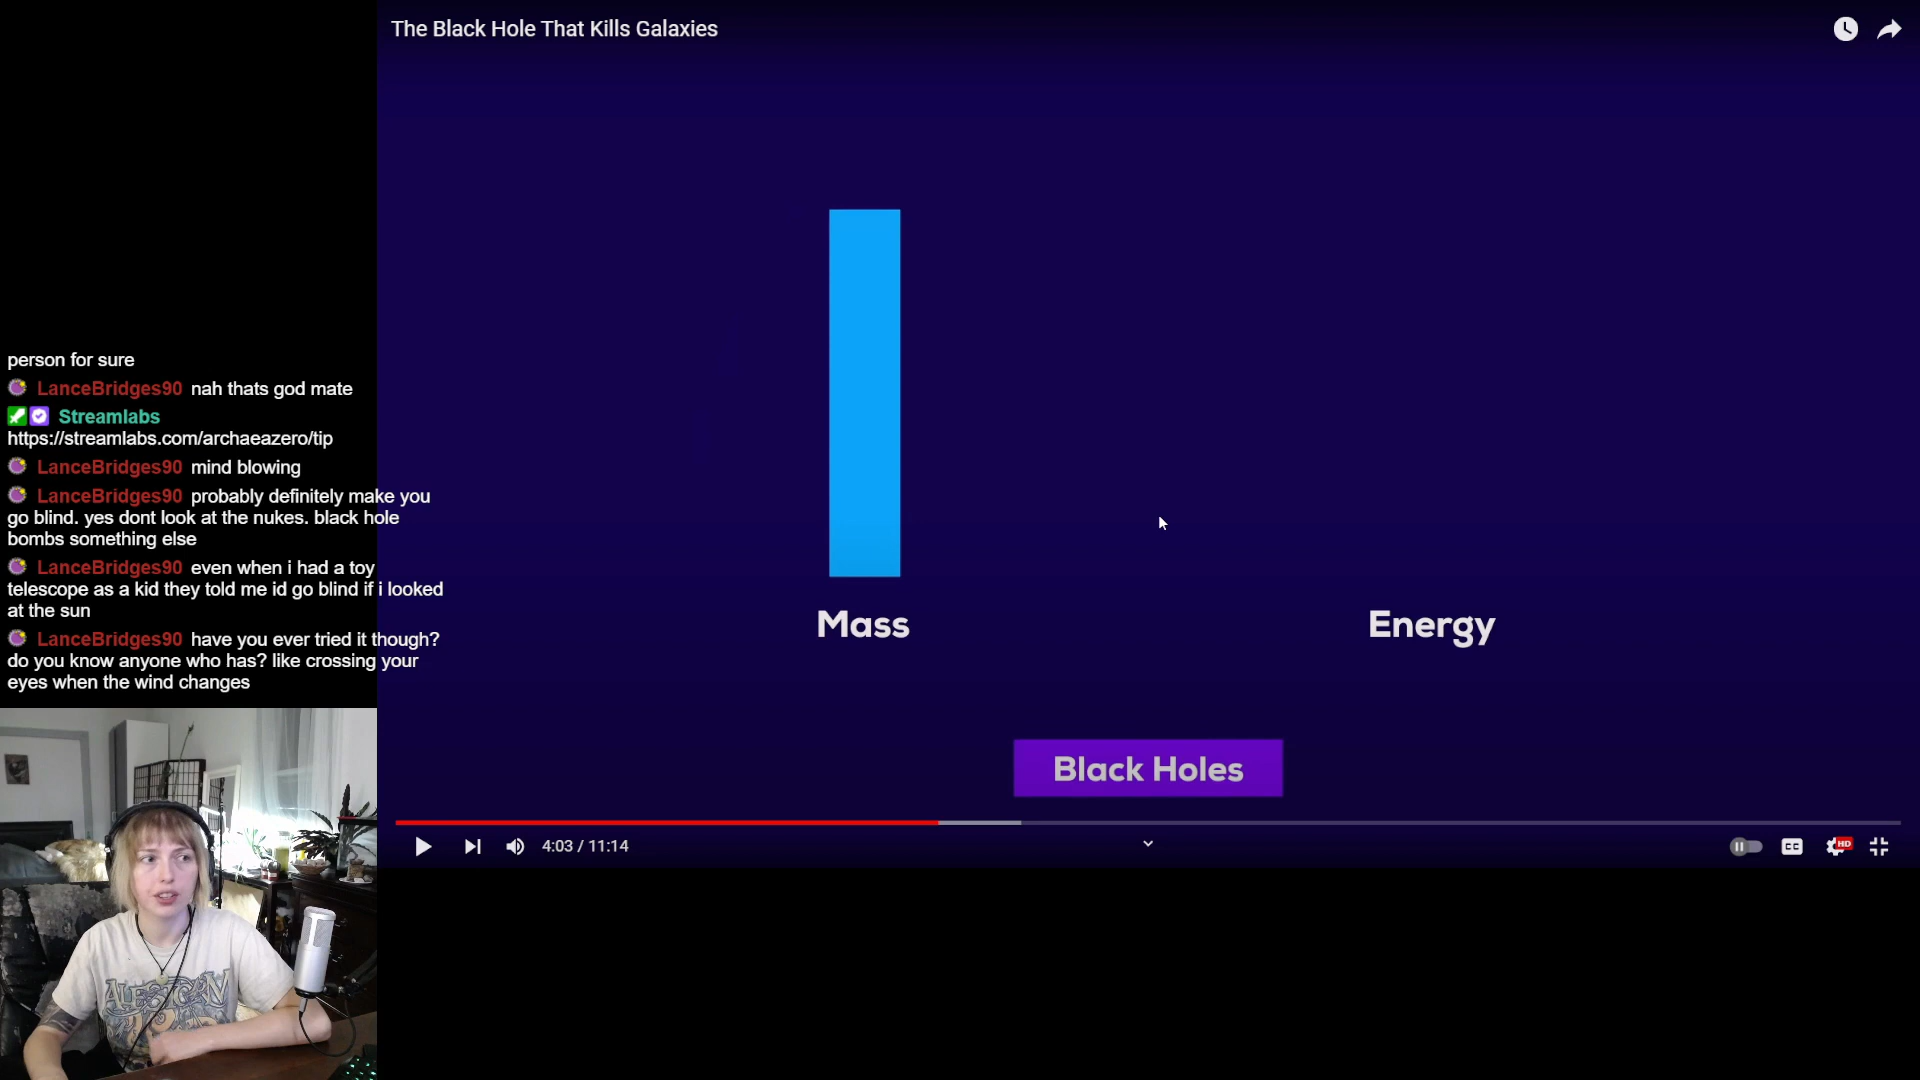 The Black Hole That Kills Galaxies
person for sure
LanceBridges90 nah thats god mate
Streamlabs
https://streamlabs.com/archaeazero/tip
LanceBridges90 mind blowing
LanceBridges90 probably definitely make you
go blind. yes dont look at the nukes. black hole
bombs something else
LanceBridges90 even when i had a toy
telescope as a kid they told me id go blind if i looked
at the sun
LanceBridges90 have you ever tried it though?
do you know anyone who has? like crossing your
eyes when the wind changes
Mass
Energy
Black Holes
4:03 / 11:14
CC
HD
ALESTORM